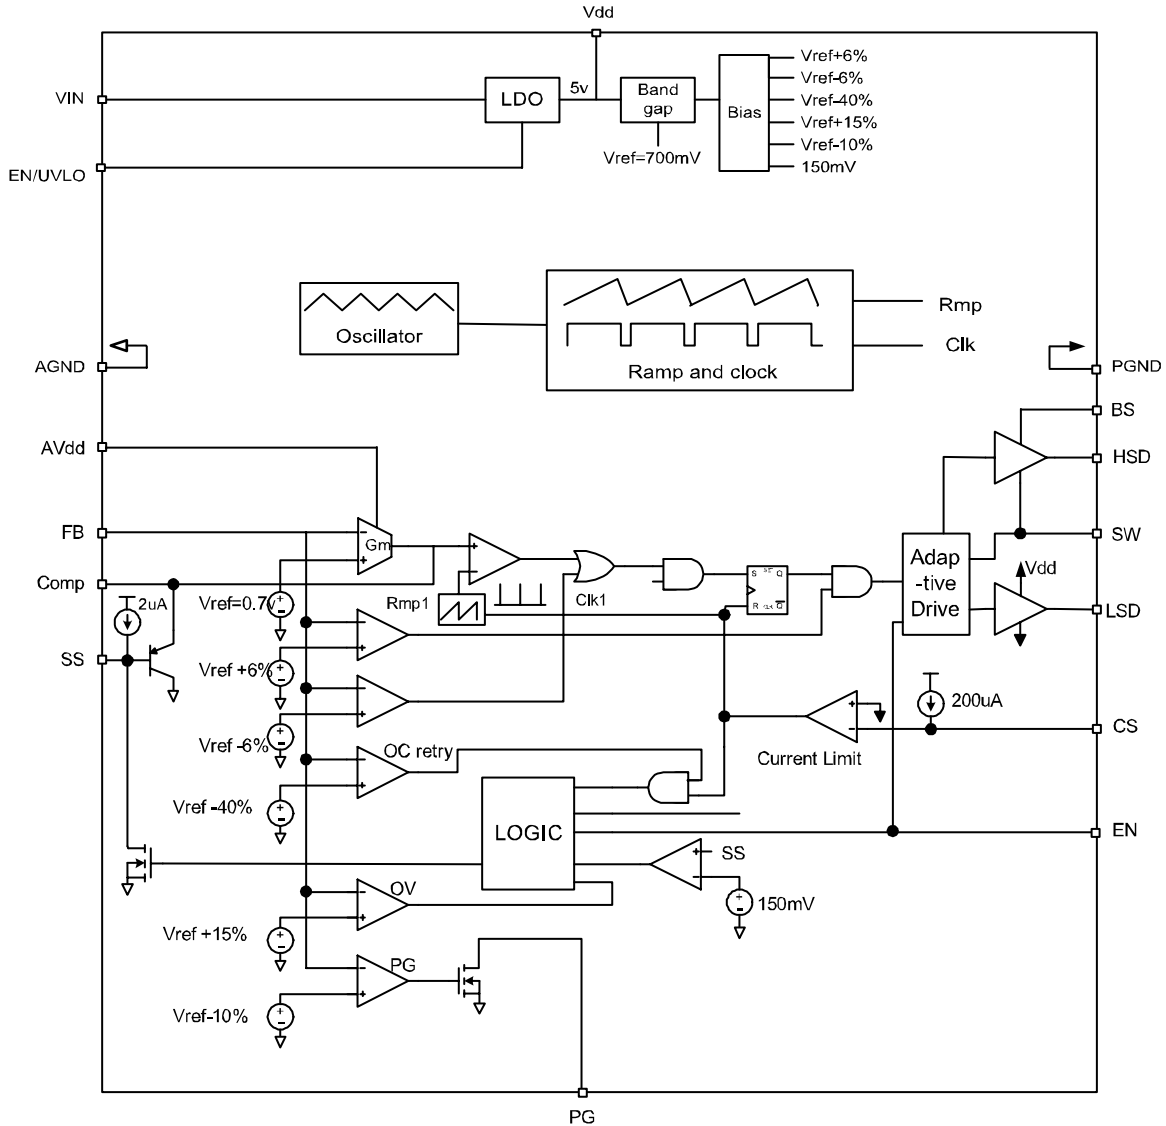 Vdd
VIN
LDO
5v
Band
gap
Vref=700mV
Bias
Vref+6%
Vref-6%
Vref-40%
Vref+15%
Vref-10%
150mV
EN/UVLO
Oscillator
Ramp and clock
Rmp
Clk
AGND
PGND
BS
AVdd
HSD
FB
Gm
SW
Comp
Adap
-tive
Drive
Vdd
2uA
Vref=0.7v
Rmp1
Clk1
S
Q
R
Q
LSD
SS
Vref +6%
200uA
CS
Vref -6%
OC retry
Current Limit
Vref -40%
LOGIC
EN
SS
150mV
OV
Vref +15%
PG
Vref-10%
PG